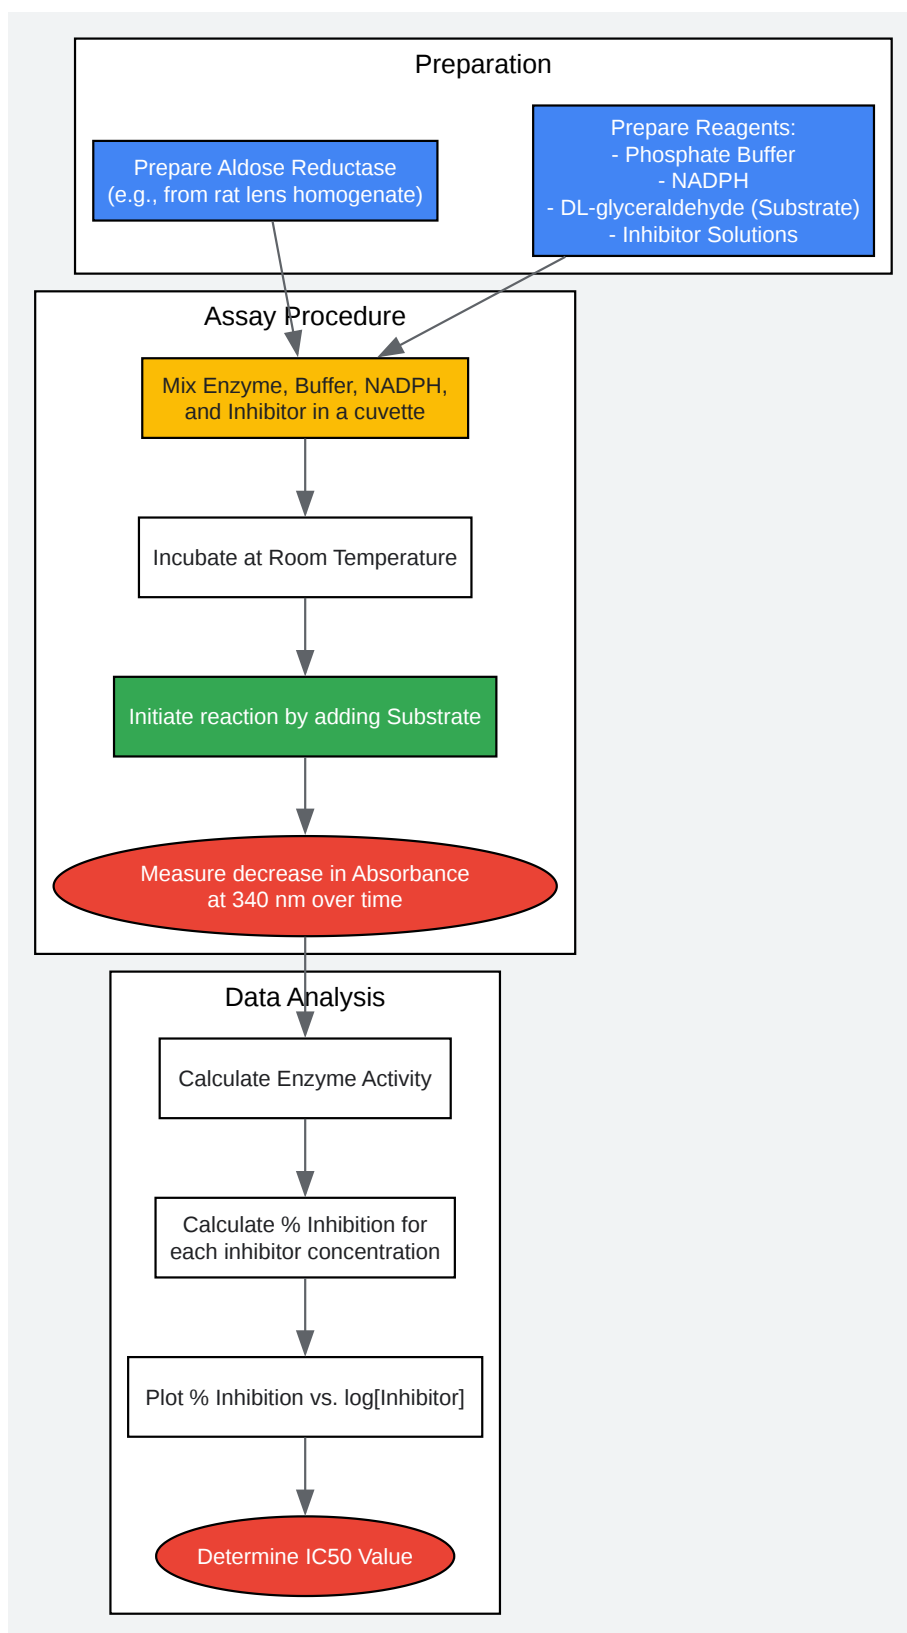 Preparation
Prepare Aldose Reductase
(e.g., from rat lens homogenate)
Prepare Reagents:
- Phosphate Buffer
- NADPH
- DL-glyceraldehyde (Substrate)
- Inhibitor Solutions
Assay Procedure
Mix Enzyme, Buffer, NADPH,
and Inhibitor in a cuvette
Incubate at Room Temperature
Initiate reaction by adding Substrate
Measure decrease in Absorbance
at 340 nm over time
Data Analysis
Calculate Enzyme Activity
Calculate % Inhibition for
each inhibitor concentration
Plot % Inhibition vs. log[Inhibitor]
Determine IC50 Value